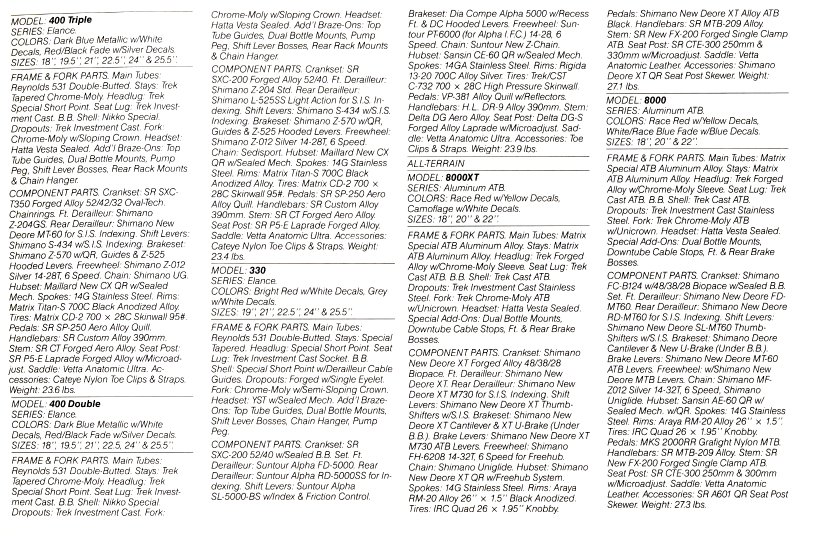 MODEL: 400 Triple
SERIES: Elance.
COLORS: Dark Blue Metallic w/White
Decals, Red/Black Fade w/Silver Decals.
SIZES: 18", 19.5", 21", 22.5", 24" & 25.5".
FRAME & FORK PARTS. Main Tubes:
Reynolds 531 Double-Butted. Stays: Trek
Tapered Chrome-Moly. Headlug: Trek
Special Short Point. Seat Lug: Trek Invest-
ment Cast. B.B. Shell: Nikko Special.
Dropouts: Trek Investment Cast. Fork:
Chrome-Moly w/Sloping Crown. Headset:
Hatta Vesta Sealed. Add'l Braze-Ons: Top
Tube Guides, Dual Bottle Mounts, Pump
Peg, Shift Lever Bosses, Rear Rack Mounts
& Chain Hanger.
COMPONENT PARTS. Crankset: SR SXC-
T350 Forged Alloy 52/42/32 Oval-Tech.
Chainrings. Ft. Derailleur: Shimano
Z-204GS. Rear Derailleur: Shimano New
Deore MT60 for S.I.S. Indexing. Shift Levers:
Shimano S-434 w/S.I.S. Indexing. Brakeset:
Shimano Z-570 w/QR, Guides & Z-525
Hooded Levers. Freewheel: Shimano Z-012
Silver 14-28T, 6 Speed. Chain: Shimano UG.
Hubset: Maillard New CX QR w/Sealed
Mech. Spokes: 14G Stainless Steel. Rims:
Matrix Titan-S 700C Black Anodized Alloy.
Tires: Matrix CD-2 700 × 28C Skinwall 95#.
Pedals: SR SP-250 Aero Alloy Quill.
Handlebars: SR Custom Alloy 390mm.
Stem: SR CT Forged Aero Alloy. Seat Post:
SR P5-E Laprade Forged Alloy w/Microad-
just. Saddle: Vetta Anatomic Ultra. Ac-
cessories: Cateye Nylon Toe Clips & Straps.
Weight: 23.6 lbs.
MODEL: 400 Double
SERIES: Elance.
COLORS: Dark Blue Metallic w/White
Decals, Red/Black Fade w/Silver Decals.
SIZES: 18", 19.5", 21", 22.5, 24" & 25.5".
FRAME & FORK PARTS. Main Tubes:
Reynolds 531 Double-Butted. Stays: Trek
Tapered Chrome-Moly. Headlug: Trek
Special Short Point. Seat Lug: Trek Invest-
ment Cast. B.B. Shell: Nikko Special
Dropouts: Trek Investment Cast. Fork:
Chrome-Moly w/Sloping Crown. Headset:
Hatta Vesta Sealed. Add'l Braze-Ons: Top
Tube Guides, Dual Bottle Mounts, Pump
Peg, Shift Lever Bosses, Rear Rack Mounts
& Chain Hanger.
COMPONENT PARTS. Crankset: SR
SXC-200 Forged Alloy 52/40. Ft. Derailleur:
Shimano Z-204 Std. Rear Derailleur:
Shimano L-525SS Light Action for S.I.S. In-
dexing. Shift Levers: Shimano S-434 w/S.I.S.
Indexing. Brakeset: Shimano Z-570 w/QR,
Guides & Z-525 Hooded Levers. Freewheel:
Shimano Z-012 Silver 14-28T, 6 Speed.
Chain: Sedisport. Hubset: Maillard New CX
QR w/Sealed Mech. Spokes: 14G Stainless
Steel. Rims: Matrix Titan-S 700C Black
Anodized Alloy. Tires: Matrix CD-2 700 ×
28C Skinwall 95#. Pedals: SR SP-250 Aero
Alloy Quill. Handlebars: SR Custom Alloy
390mm. Stem: SR CT Forged Aero Alloy.
Seat Post: SR P5-E Laprade Forged Alloy.
Saddle: Vetta Anatomic Ultra. Accessories:
Cateye Nylon Toe Clips & Straps. Weight:
23.4 lbs.
MODEL: 330
SERIES: Elance.
COLORS: Bright Red w/White Decals, Grey
w/White Decals.
SIZES: 19", 21", 22.5", 24" & 25.5".
FRAME & FORK PARTS. Main Tubes:
Reynolds 531 Double-Butted. Stays: Special
Tapered. Headlug: Special Short Point. Seat
Lug: Trek Investment Cast Socket. B.B.
Shell: Special Short Point w/Derailleur Cable
Guides. Dropouts: Forged w/Single Eyelet.
Fork: Chrome-Moly w/Semi-Sloping Crown.
Headset: YST w/Sealed Mech. Add'l Braze-
Ons: Top Tube Guides, Dual Bottle Mounts,
Shift Lever Bosses, Chain Hanger, Pump
Peg.
COMPONENT PARTS. Crankset: SR
SXC-200 52/40 w/Sealed B.B. Set. Ft.
Derailleur: Suntour Alpha FD-5000. Rear
Derailleur: Suntour Alpha RD-5000SS for In-
dexing. Shift Levers: Suntour Alpha
SL-5000-BS w/Index & Friction Control.
Brakeset: Dia Compe Alpha 5000 w/Recess
Ft. & DC Hooded Levers. Freewheel: Sun-
tour PT-6000 (for Alpha I.F.C.) 14-28, 6
Speed. Chain: Suntour New Z-Chain.
Hubset: Sansin CE-60 QR w/Sealed Mech.
Spokes: 14GA Stainless Steel. Rims: Rigida
13-20 700C Alloy Silver. Tires: Trek/CST
C-732 700 × 28C High Pressure Skinwall.
Pedals: VP-381 Alloy Quill w/Reflectors.
Handlebars: H.L. DR-9 Alloy 390mm. Stem:
Delta DG Aero Alloy. Seat Post: Delta DG-S
Forged Alloy Laprade w/Microadjust. Sad-
dle: Vetta Anatomic Ultra. Accessories: Toe
Clips & Straps. Weight: 23.9 lbs.
ALL-TERRAIN
MODEL: 8000XT
SERIES: Aluminum ATB.
COLORS: Race Red w/Yellow Decals,
Camoflage w/White Decals.
SIZES: 18", 20" & 22".
FRAME & FORK PARTS. Main Tubes: Matrix
Special ATB Aluminum Alloy. Stays: Matrix
ATB Aluminum Alloy. Headlug: Trek Forged
Alloy w/Chrome-Moly Sleeve. Seat Lug: Trek
Cast ATB. B.B. Shell: Trek Cast ATB.
Dropouts: Trek Investment Cast Stainless
Steel. Fork: Trek Chrome-Moly ATB
w/Unicrown. Headset: Hatta Vesta Sealed.
Special Add-Ons: Dual Bottle Mounts,
Downtube Cable Stops, Ft. & Rear Brake
Bosses.
COMPONENT PARTS. Crankset: Shimano
New Deore XT Forged Alloy 48/38/28
Biopace. Ft. Derailleur: Shimano New
Deore XT. Rear Derailleur: Shimano New
Deore XT M730 for S.I.S. Indexing. Shift
Levers: Shimano New Deore XT Thumb-
Shifters w/S.I.S. Brakeset: Shimano New
Deore XT Cantilever & XT U-Brake (Under
B.B.). Brake Levers: Shimano New Deore XT
M730 ATB Levers. Freewheel: Shimano
FH-6208 14-32T, 6 Speed for Freehub.
Chain: Shimano Uniglide. Hubset: Shimano
New Deore XT QR w/Freehub System.
Spokes: 14G Stainless Steel. Rims: Araya
RM-20 Alloy 26" × 1.5" Black Anodized.
Tires: IRC Quad 26 × 1.95" Knobby.
Pedals: Shimano New Deore XT Alloy ATB
Black. Handlebars: SR MTB-209 Alloy.
Stem: SR New FX-200 Forged Single Clamp
ATB. Seat Post: SR CTE-300 250mm &
330mm w/Microadjust. Saddle: Vetta
Anatomic Leather. Accessories: Shimano
Deore XT QR Seat Post Skewer. Weight:
27.1 lbs.
MODEL: 8000
SERIES: Aluminum ATB.
COLORS: Race Red w/Yellow Decals,
White/Race Blue Fade w/Blue Decals.
SIZES: 18", 20" & 22".
FRAME & FORK PARTS. Main Tubes: Matrix
Special ATB Aluminum Alloy. Stays: Matrix
ATB Aluminum Alloy. Headlug: Trek Forged
Alloy w/Chrome-Moly Sleeve. Seat Lug: Trek
Cast ATB. B.B. Shell: Trek Cast ATB.
Dropouts: Trek Investment Cast Stainless
Steel. Fork: Trek Chrome-Moly ATB
w/Unicrown. Headset: Hatta Vesta Sealed.
Special Add-Ons: Dual Bottle Mounts,
Downtube Cable Stops, Ft. & Rear Brake
Bosses.
COMPONENT PARTS. Crankset: Shimano
FC-B124 w/48/38/28 Biopace w/Sealed B.B.
Set. Ft. Derailleur: Shimano New Deore FD-
MT60. Rear Derailleur: Shimano New Deore
RD-MT60 for S.I.S. Indexing. Shift Levers:
Shimano New Deore SL-MT60 Thumb-
Shifters w/S.I.S. Brakeset: Shimano Deore
Cantilever & New U-Brake (Under B.B.).
Brake Levers: Shimano New Deore MT-60
ATB Levers. Freewheel: w/Shimano New
Deore MTB Levers. Chain: Shimano MF-
Z012 Silver 14-32T, 6 Speed, Shimano
Uniglide. Hubset: Sansin AE-60 QR w/
Sealed Mech. w/QR. Spokes: 14G Stainless
Steel. Rims: Araya RM-20 Alloy 26" × 1.5".
Tires: IRC Quad 26 × 1.95" Knobby.
Pedals: MKS 2000RR Grafight Nylon MTB.
Handlebars: SR MTB-209 Alloy. Stem: SR
New FX-200 Forged Single Clamp ATB.
Seat Post: SR CTE-300 250mm & 300mm
w/Microadjust. Saddle: Vetta Anatomic
Leather. Accessories: SR A601 QR Seat Post
Skewer. Weight: 27.3 lbs.